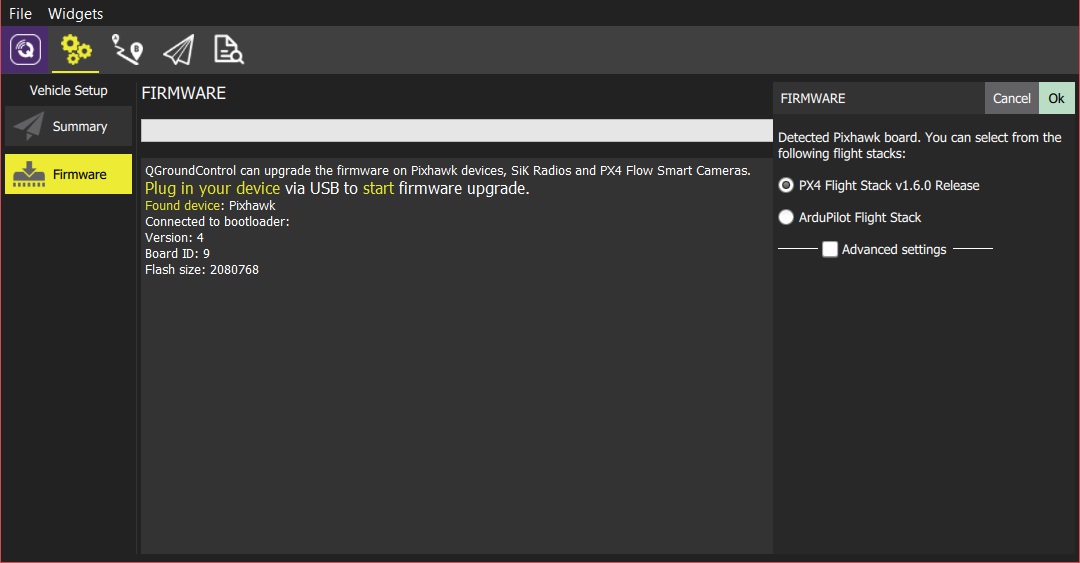 File Widgets
Vehicle Setup
Summary
Firmware
FIRMWARE
QGroundControl can upgrade the firmware on Pixhawk devices, SiK Radios and PX4 Flow Smart Cameras.
Plug in your device via USB to start firmware upgrade.
Found device: Pixhawk
Connected to bootloader:
Version: 4
Board ID: 9
Flash size: 2080768
FIRMWARE Cancel Ok
Detected Pixhawk board. You can select from the
following flight stacks:
PX4 Flight Stack v1.6.0 Release
ArduPilot Flight Stack
Advanced settings